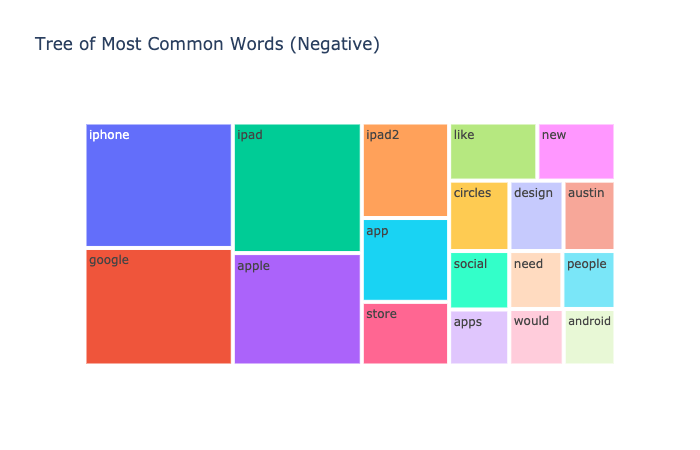 Tree of Most Common Words (Negative)
iphone
ipad
ipad2
like
new
circles
design
austin
app
google
apple
social
need
people
store
apps
would
android